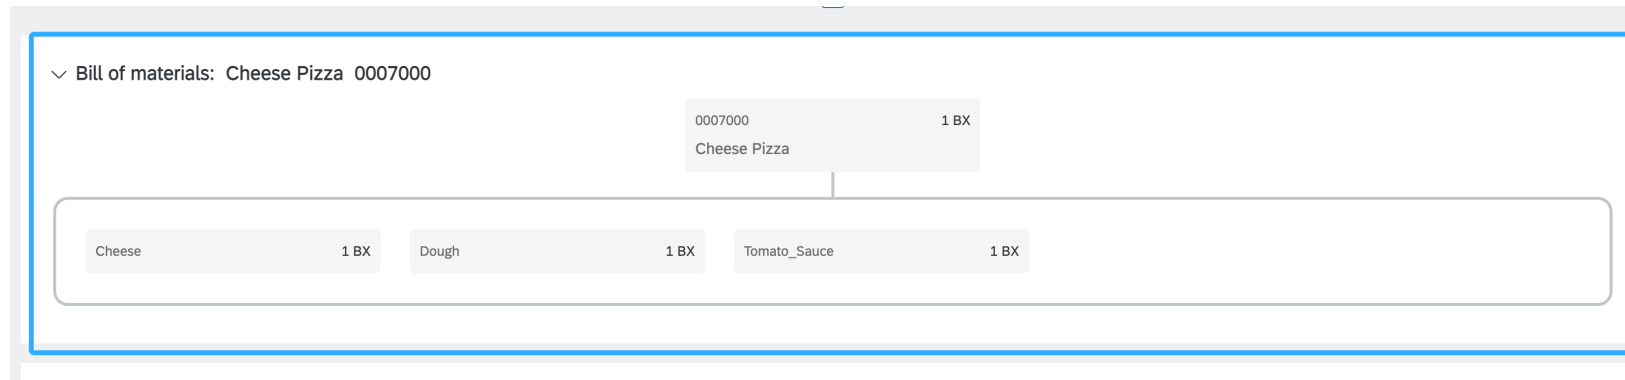 Bill of materials: Cheese Pizza 0007000
0007000 1 BX
Cheese Pizza
Cheese 1 BX Dough 1 BX Tomato_Sauce 1 BX